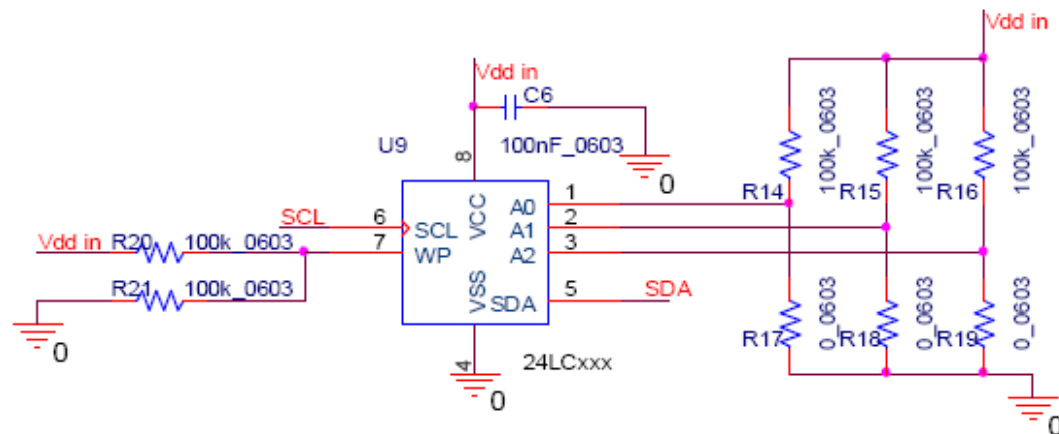 Vdd in
Vdd in
C6
U9
100nF_0603
0
8
VCC
SCL
6
SCL
7
WP
Vdd in
R20
100k_0603
R21
100k_0603
0
A0
1
A1
2
A2
3
SDA
5
SDA
VSS
4
0
24LCxxx
R14
100k_0603
R15
100k_0603
R16
100k_0603
R17
0_0603
R18
0_0603
R19
0_0603
0